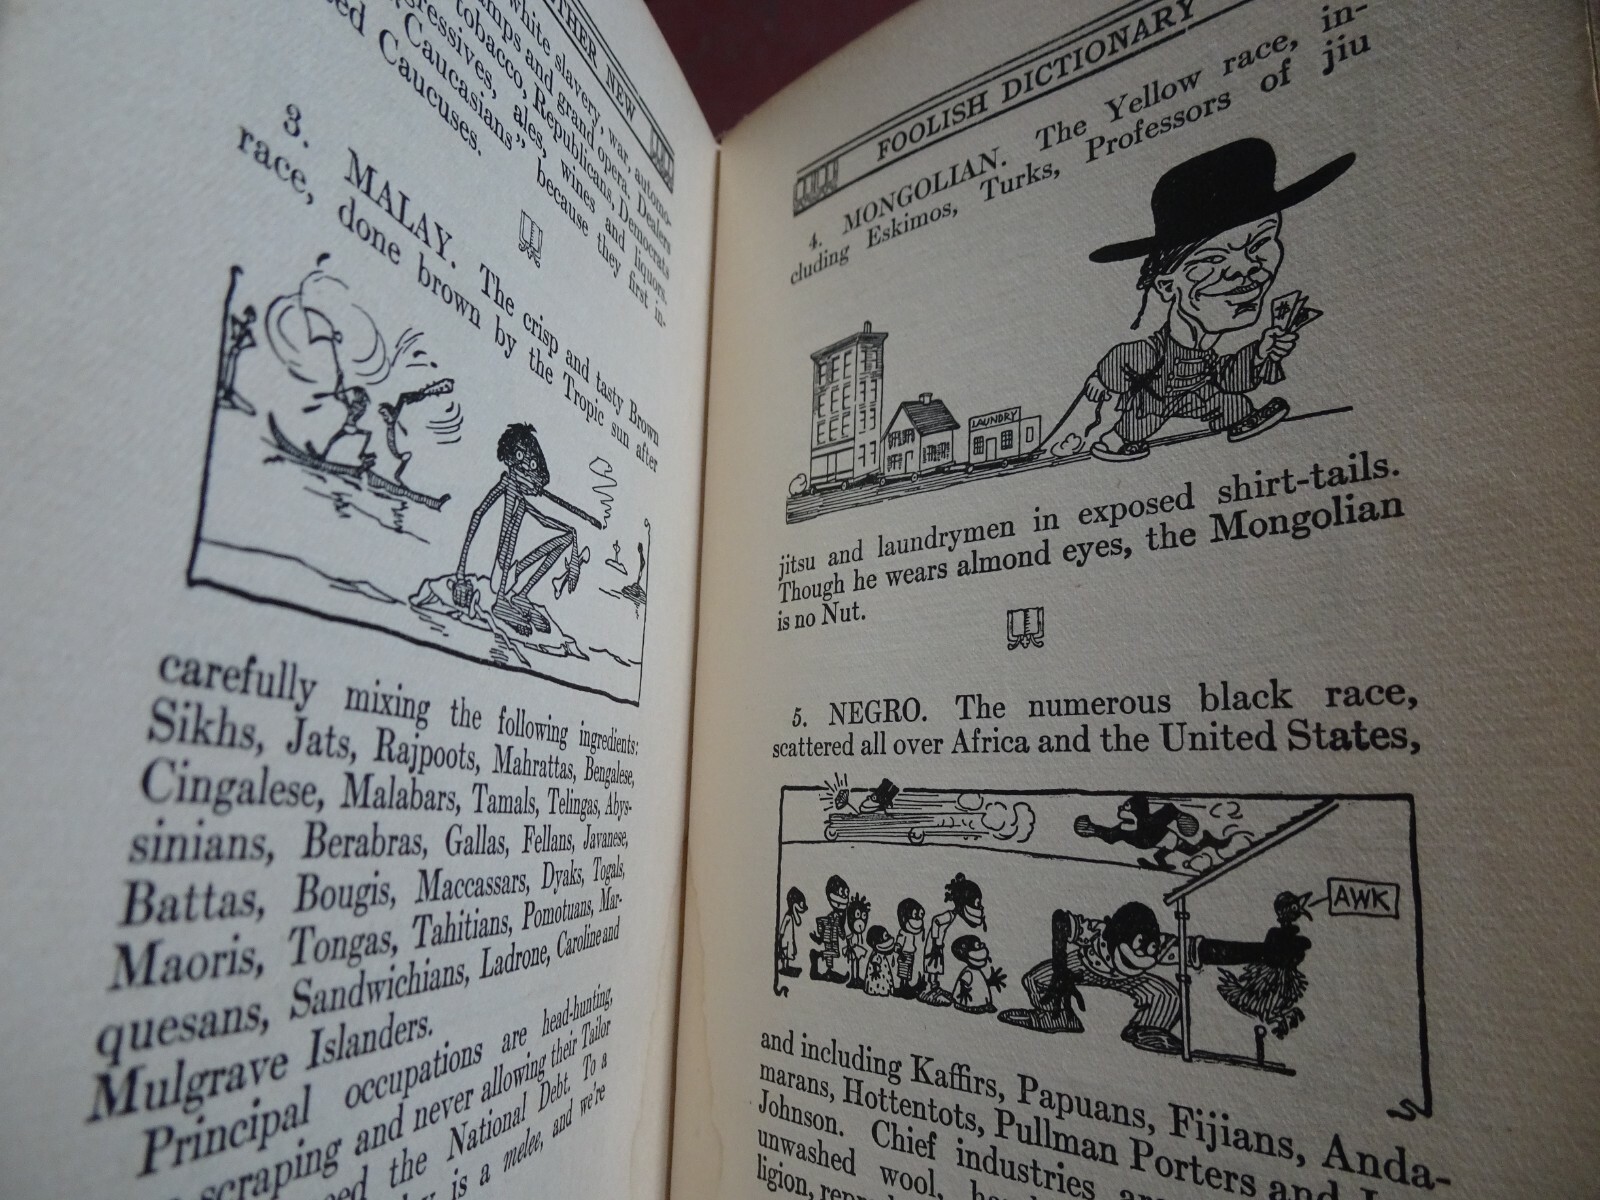 THER NEW
white slavery, war, automo-
amps and grand opera. Dealers
tobacco, Republicans, Democrats
ressives, ales, wines and liquors.
"Caucasians" because they first in-
ed Caucuses.
3. MALAY. The crisp and tasty Brown
race, done brown by the Tropic sun after
carefully mixing the following ingredients:
Sikhs, Jats, Rajpoots, Mahrattas, Bengalese,
Cingalese, Malabars, Tamals, Telingas, Abys-
sinians, Berabras, Gallas, Fellans, Javanese,
Battas, Bougis, Maccassars, Dyaks, Togals,
Maoris, Tongas, Tahitians, Pomotuans, Mar-
quesans, Sandwichians, Ladrone, Caroline and
Mulgrave Islanders.
Principal occupations are head-hunting,
scraping and never allowing their Tailor
the National Debt. To a
is a melee, and we're
FOOLISH DICTIONARY
4. MONGOLIAN. The Yellow race, in-
cluding Eskimos, Turks, Professors of jiu
LAUNDRY
jitsu and laundrymen in exposed shirt-tails.
Though he wears almond eyes, the Mongolian
is no Nut.
5. NEGRO. The numerous black race,
scattered all over Africa and the United States,
AWK
and including Kaffirs, Papuans, Fijians, Anda-
marans, Hottentots, Pullman Porters and
Johnson. Chief industries
unwashed wool,
ligion,